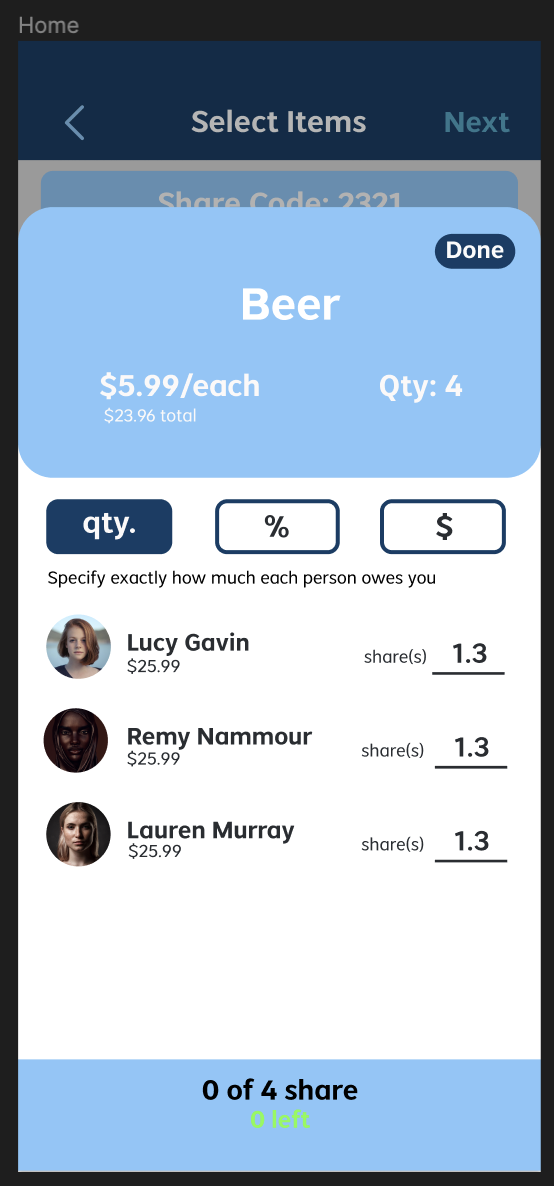 Home
Select Items
Next
Share Code: 2321
Done
Beer
$5.99/each
Qty: 4
$23.96 total
qty.
%
$
Specify exactly how much each person owes you
Lucy Gavin
$25.99
share(s)
1.3
Remy Nammour
$25.99
share(s)
1.3
Lauren Murray
$25.99
share(s)
1.3
0 of 4 share
0 left